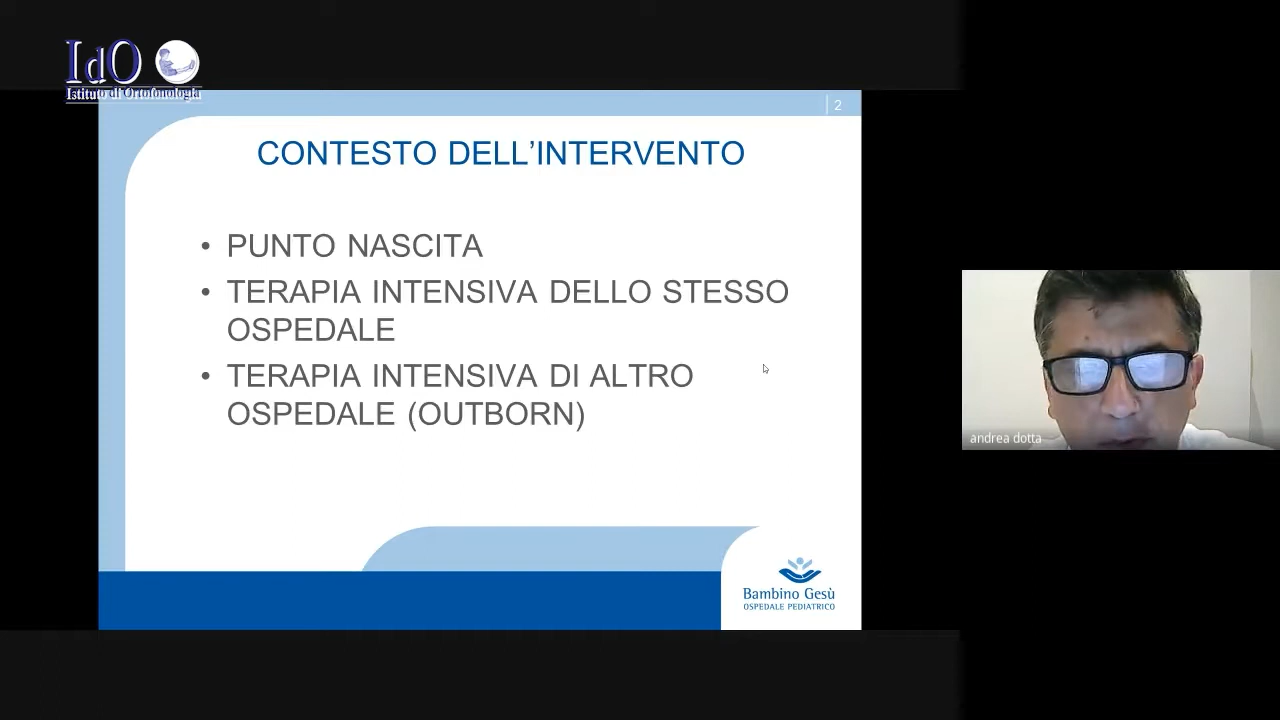 IdO
Istituto di Ortofonologia
2
CONTESTO DELL’INTERVENTO
• PUNTO NASCITA
• TERAPIA INTENSIVA DELLO STESSO
OSPEDALE
• TERAPIA INTENSIVA DI ALTRO
OSPEDALE (OUTBORN)
andrea dotta
Bambino Gesù
OSPEDALE PEDIATRICO